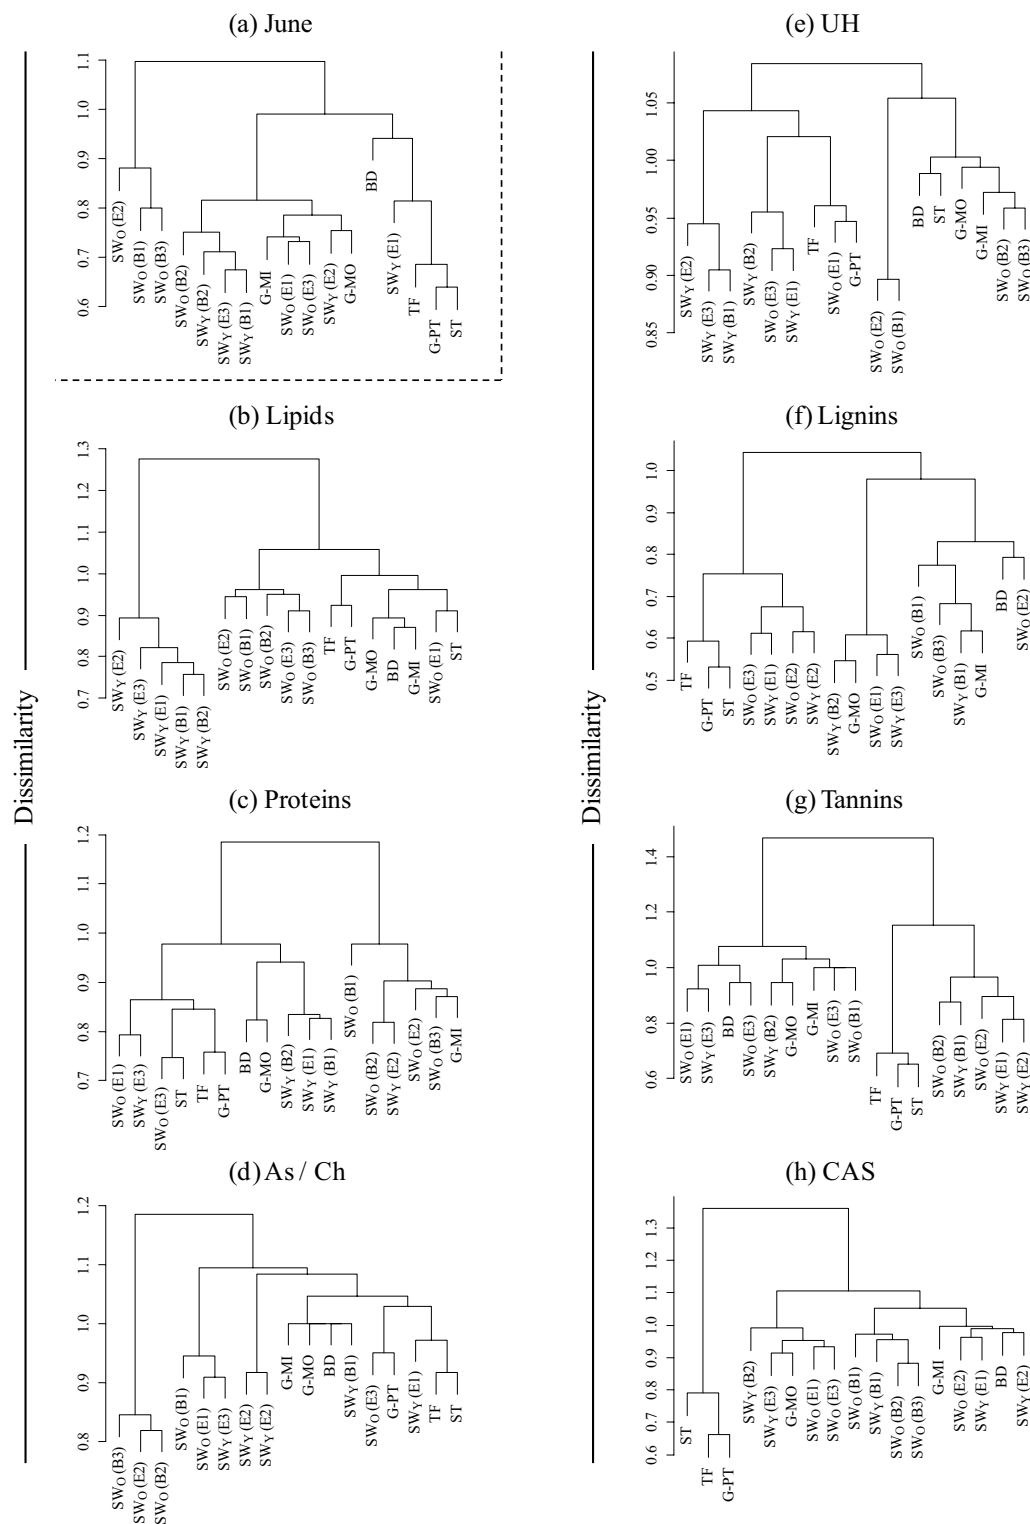 (a) June
1.1
1.0
0.9
0.8
0.7
0.6
SWO (E2)
SWO (B1)
SWO (B3)
SWO (B2)
SWY (B2)
SWY (E3)
SWY (B1)
G-MI
SWO (E1)
SWO (E3)
SWY (E2)
G-MO
BD
SWY (E1)
TF
G-PT
ST
(b) Lipids
1.3
1.2
1.1
1.0
0.9
0.8
0.7
SWY (E2)
SWY (E3)
SWY (E1)
SWY (B1)
SWY (B2)
SWO (E2)
SWO (B1)
SWO (B2)
SWO (E3)
SWO (B3)
TF
G-PT
G-MO
BD
G-MI
SWO (E1)
ST
Dissimilarity
(c) Proteins
1.2
1.1
1.0
0.9
0.8
0.7
SWO (E1)
SWY (E3)
SWO (E3)
ST
TF
G-PT
BD
G-MO
SWY (B2)
SWY (E1)
SWY (B1)
SWO (B1)
SWO (B2)
SWY (E2)
SWO (E2)
SWO (B3)
G-MI
(d) As / Ch
1.2
1.1
1.0
0.9
0.8
SWO (B3)
SWO (E2)
SWO (B2)
SWO (B1)
SWO (E1)
SWY (E3)
SWY (E2)
SWY (B2)
G-MI
G-MO
BD
SWY (B1)
SWO (E3)
G-PT
SWY (E1)
TF
ST
(e) UH
1.05
1.00
0.95
0.90
0.85
SWY (E2)
SWY (E3)
SWY (B1)
SWY (B2)
SWO (E3)
SWY (E1)
TF
SWO (E1)
G-PT
SWO (E2)
SWO (B1)
BD
ST
G-MO
G-MI
SWO (B2)
SWO (B3)
(f) Lignins
1.0
0.9
0.8
0.7
0.6
0.5
TF
G-PT
ST
SWO (E3)
SWY (E1)
SWO (E2)
SWY (E2)
SWY (B2)
G-MO
SWO (E1)
SWY (E3)
SWO (B1)
SWO (B3)
SWY (B1)
G-MI
BD
SWO (E2)
Dissimilarity
(g) Tannins
1.4
1.2
1.0
0.8
0.6
SWO (E1)
SWY (E3)
BD
SWO (E3)
SWY (B2)
G-MO
G-MI
SWO (E3)
SWO (B1)
TF
G-PT
ST
SWO (B2)
SWY (B1)
SWO (E2)
SWY (E1)
SWY (E2)
(h) CAS
1.3
1.2
1.1
1.0
0.9
0.8
0.7
0.6
ST
TF
G-PT
SWY (B2)
SWY (E3)
G-MO
SWO (E1)
SWO (E3)
SWO (B1)
SWY (B1)
SWO (B2)
SWO (B3)
G-MI
SWO (E2)
SWY (E1)
BD
SWY (E2)